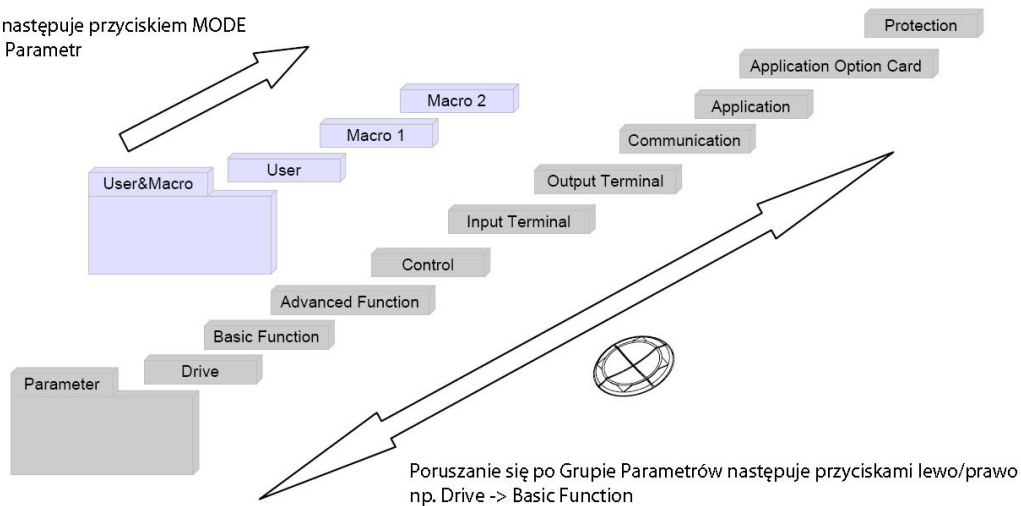 następuje przyciskiem MODE
Parametr
Protection
Application Option Card
Application
Communication
Output Terminal
Input Terminal
Control
Advanced Function
Basic Function
Drive
Parameter
Macro 2
Macro 1
User
User&Macro
Poruszanie się po Grupie Parametrów następuje przyciskami lewo/prawo
np. Drive -> Basic Function